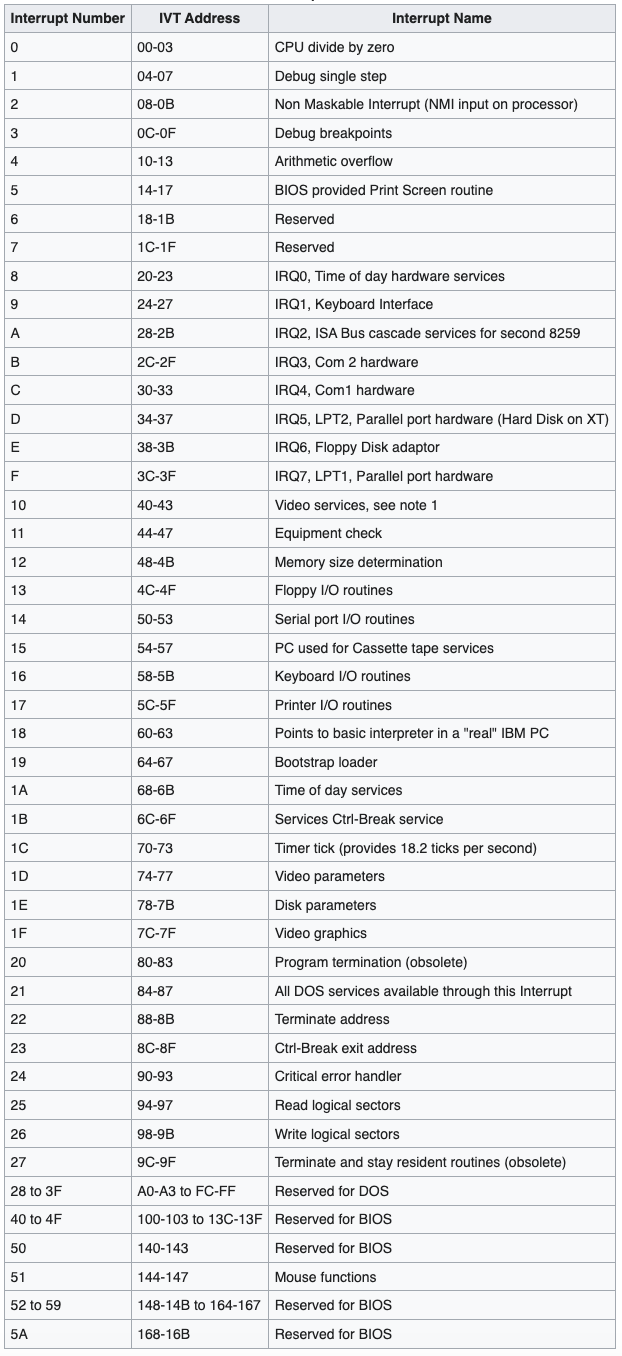 Interrupt Number IVT Address Interrupt Name
0 00-03 CPU divide by zero
1 04-07 Debug single step
2 08-0B Non Maskable Interrupt (NMI input on processor)
3 0C-0F Debug breakpoints
4 10-13 Arithmetic overflow
5 14-17 BIOS provided Print Screen routine
6 18-1B Reserved
7 1C-1F Reserved
8 20-23 IRQ0, Time of day hardware services
9 24-27 IRQ1, Keyboard Interface
A 28-2B IRQ2, ISA Bus cascade services for second 8259
B 2C-2F IRQ3, Com 2 hardware
C 30-33 IRQ4, Com1 hardware
D 34-37 IRQ5, LPT2, Parallel port hardware (Hard Disk on XT)
E 38-3B IRQ6, Floppy Disk adaptor
F 3C-3F IRQ7, LPT1, Parallel port hardware
10 40-43 Video services, see note 1
11 44-47 Equipment check
12 48-4B Memory size determination
13 4C-4F Floppy I/O routines
14 50-53 Serial port I/O routines
15 54-57 PC used for Cassette tape services
16 58-5B Keyboard I/O routines
17 5C-5F Printer I/O routines
18 60-63 Points to basic interpreter in a "real" IBM PC
19 64-67 Bootstrap loader
1A 68-6B Time of day services
1B 6C-6F Services Ctrl-Break service
1C 70-73 Timer tick (provides 18.2 ticks per second)
1D 74-77 Video parameters
1E 78-7B Disk parameters
1F 7C-7F Video graphics
20 80-83 Program termination (obsolete)
21 84-87 All DOS services available through this Interrupt
22 88-8B Terminate address
23 8C-8F Ctrl-Break exit address
24 90-93 Critical error handler
25 94-97 Read logical sectors
26 98-9B Write logical sectors
27 9C-9F Terminate and stay resident routines (obsolete)
28 to 3F A0-A3 to FC-FF Reserved for DOS
40 to 4F 100-103 to 13C-13F Reserved for BIOS
50 140-143 Reserved for BIOS
51 144-147 Mouse functions
52 to 59 148-14B to 164-167 Reserved for BIOS
5A 168-16B Reserved for BIOS